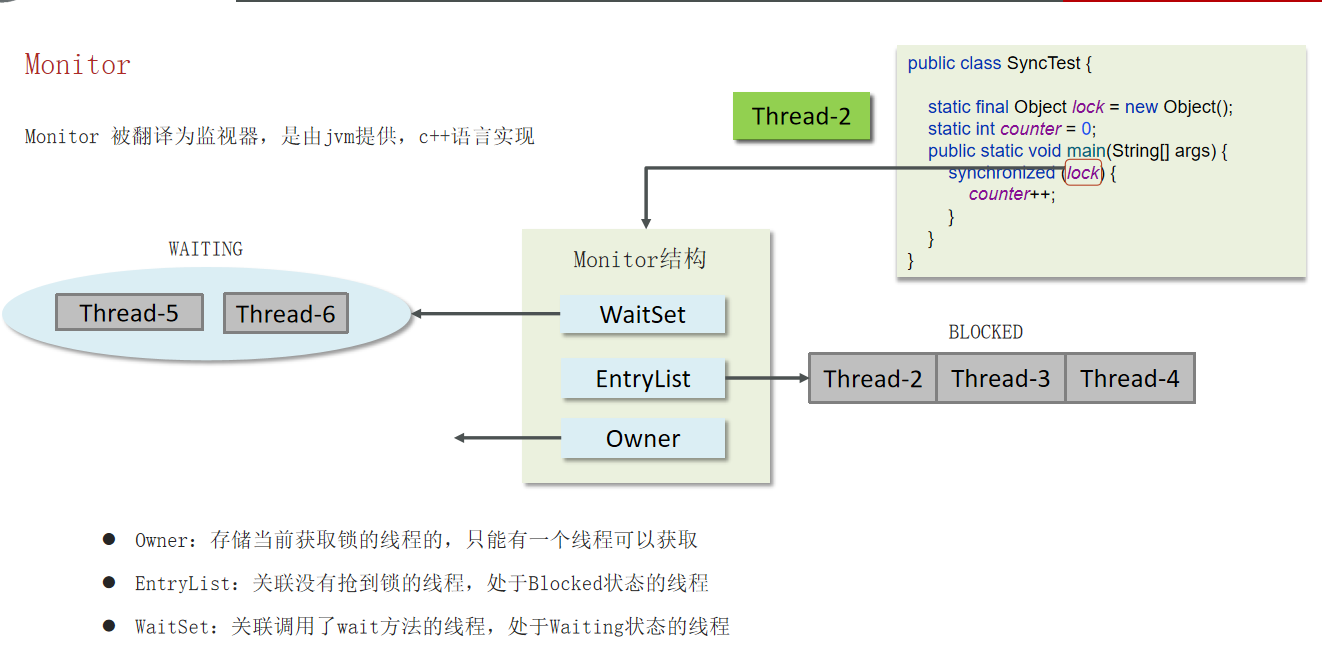 Monitor
Monitor 被翻译为监视器，是由jvm提供，c++语言实现
Thread-2
public class SyncTest {
static final Object lock = new Object();
static int counter = 0;
public static void main(String[] args) {
synchronized (lock) {
counter++;
}
}
}
WAITING
Thread-5
Thread-6
Monitor结构
WaitSet
EntryList
Owner
BLOCKED
Thread-2
Thread-3
Thread-4
● Owner：存储当前获取锁的线程的，只能有一个线程可以获取
● EntryList：关联没有抢到锁的线程，处于Blocked状态的线程
● WaitSet：关联调用了wait方法的线程，处于Waiting状态的线程